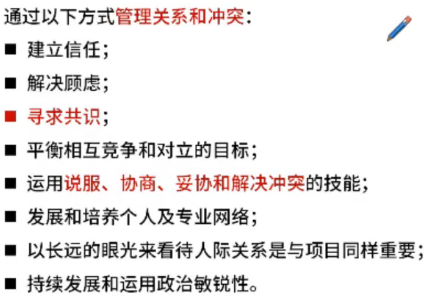 通过以下方式管理关系和冲突：
■ 建立信任；
■ 解决顾虑；
■ 寻求共识；
■ 平衡相互竞争和对立的目标；
■ 运用说服、协商、妥协和解决冲突的技能；
■ 发展和培养个人及专业网络；
■ 以长远的眼光来看待人际关系是与项目同样重要；
■ 持续发展和运用政治敏锐性。